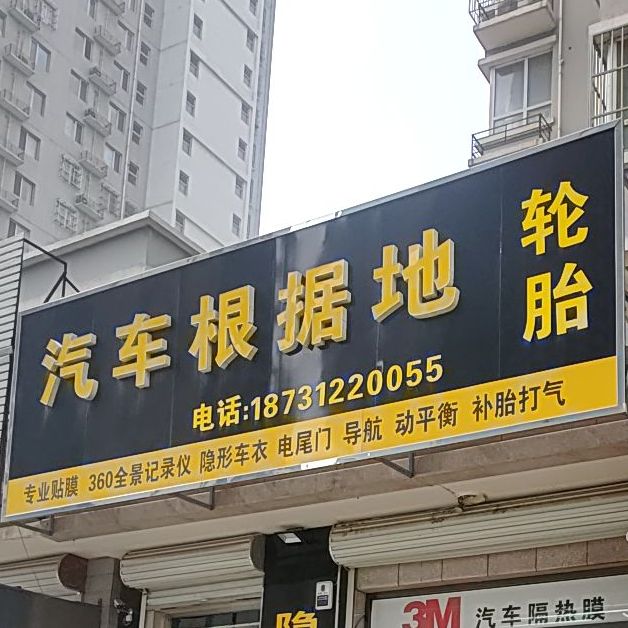 汽车根据地
轮胎
电话:18731220055
专业贴膜 360全景记录仪 隐形车衣 电尾门 导航 动平衡 补胎打气
隐
3M 汽车隔热膜